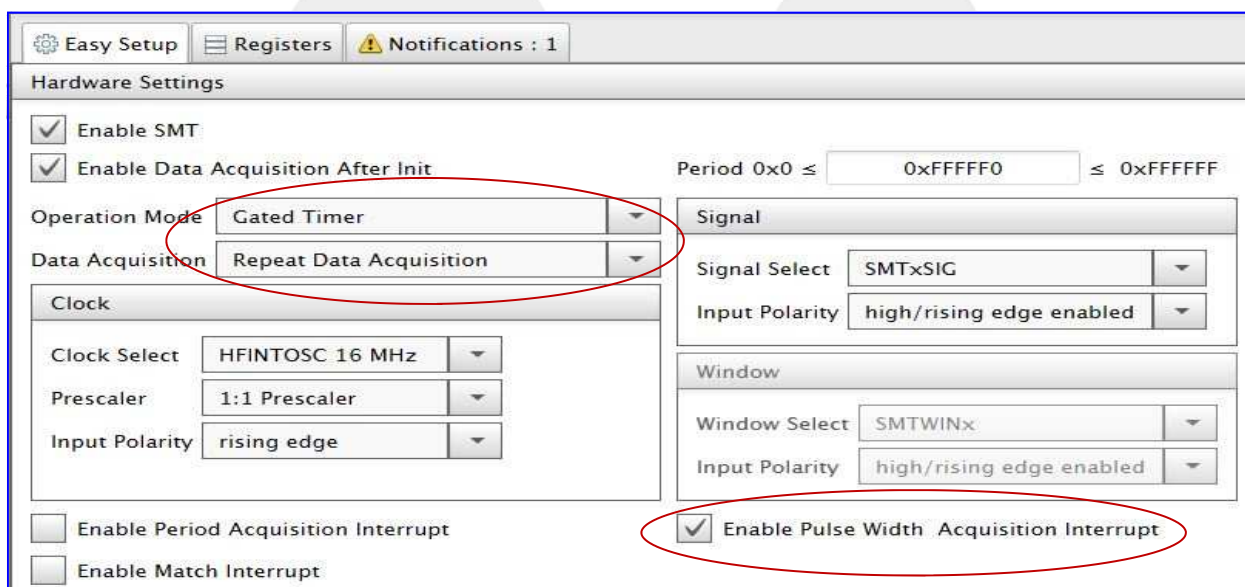 Easy Setup Registers Notifications : 1
Hardware Settings
Enable SMT
Enable Data Acquisition After Init
Period 0x0 ≤ 0xFFFFF0 ≤ 0xFFFFFF
Operation Mode Gated Timer
Data Acquisition Repeat Data Acquisition
Signal
Signal Select SMTxSIG
Input Polarity high/rising edge enabled
Clock
Clock Select HFINTOSC 16 MHz
Prescaler 1:1 Prescaler
Input Polarity rising edge
Window
Window Select SMTWINx
Input Polarity high/rising edge enabled
Enable Period Acquisition Interrupt
Enable Pulse Width Acquisition Interrupt
Enable Match Interrupt